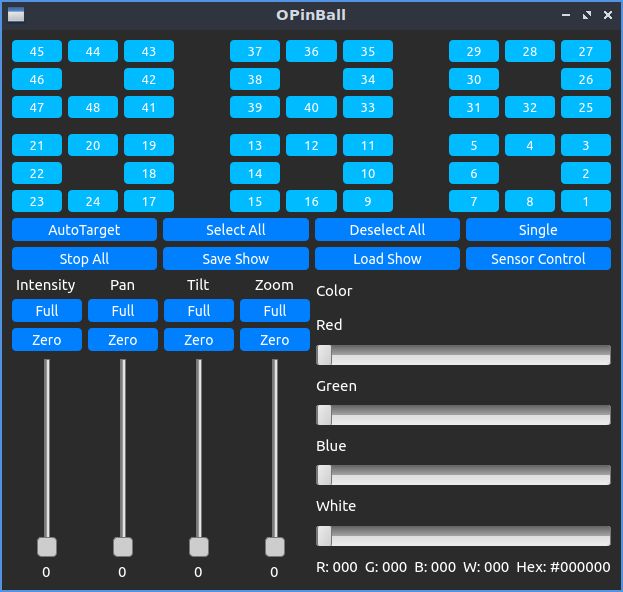 OPinBall
45 44 43 37 36 35 29 28 27
46 42 38 34 30 26
47 48 41 39 40 33 31 32 25
21 20 19 13 12 11 5 4 3
22 18 14 10 6 2
23 24 17 15 16 9 7 8 1
AutoTarget Select All Deselect All Single
Stop All Save Show Load Show Sensor Control
Intensity Pan Tilt Zoom
Full Full Full Full
Zero Zero Zero Zero
0 0 0 0
Color
Red
Green
Blue
White
R: 000 G: 000 B: 000 W: 000 Hex: #000000